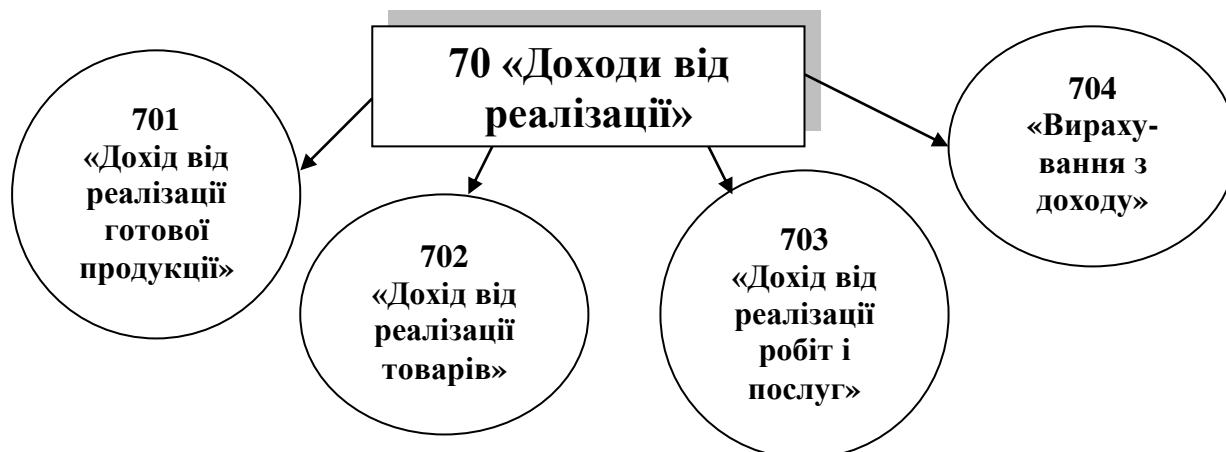 70 «Доходи від
реалізації»
701
«Дохід від
реалізації
готової
продукції»
702
«Дохід від
реалізації
товарів»
703
«Дохід від
реалізації
робіт і
послуг»
704
«Вираху-
вання з
доходу»